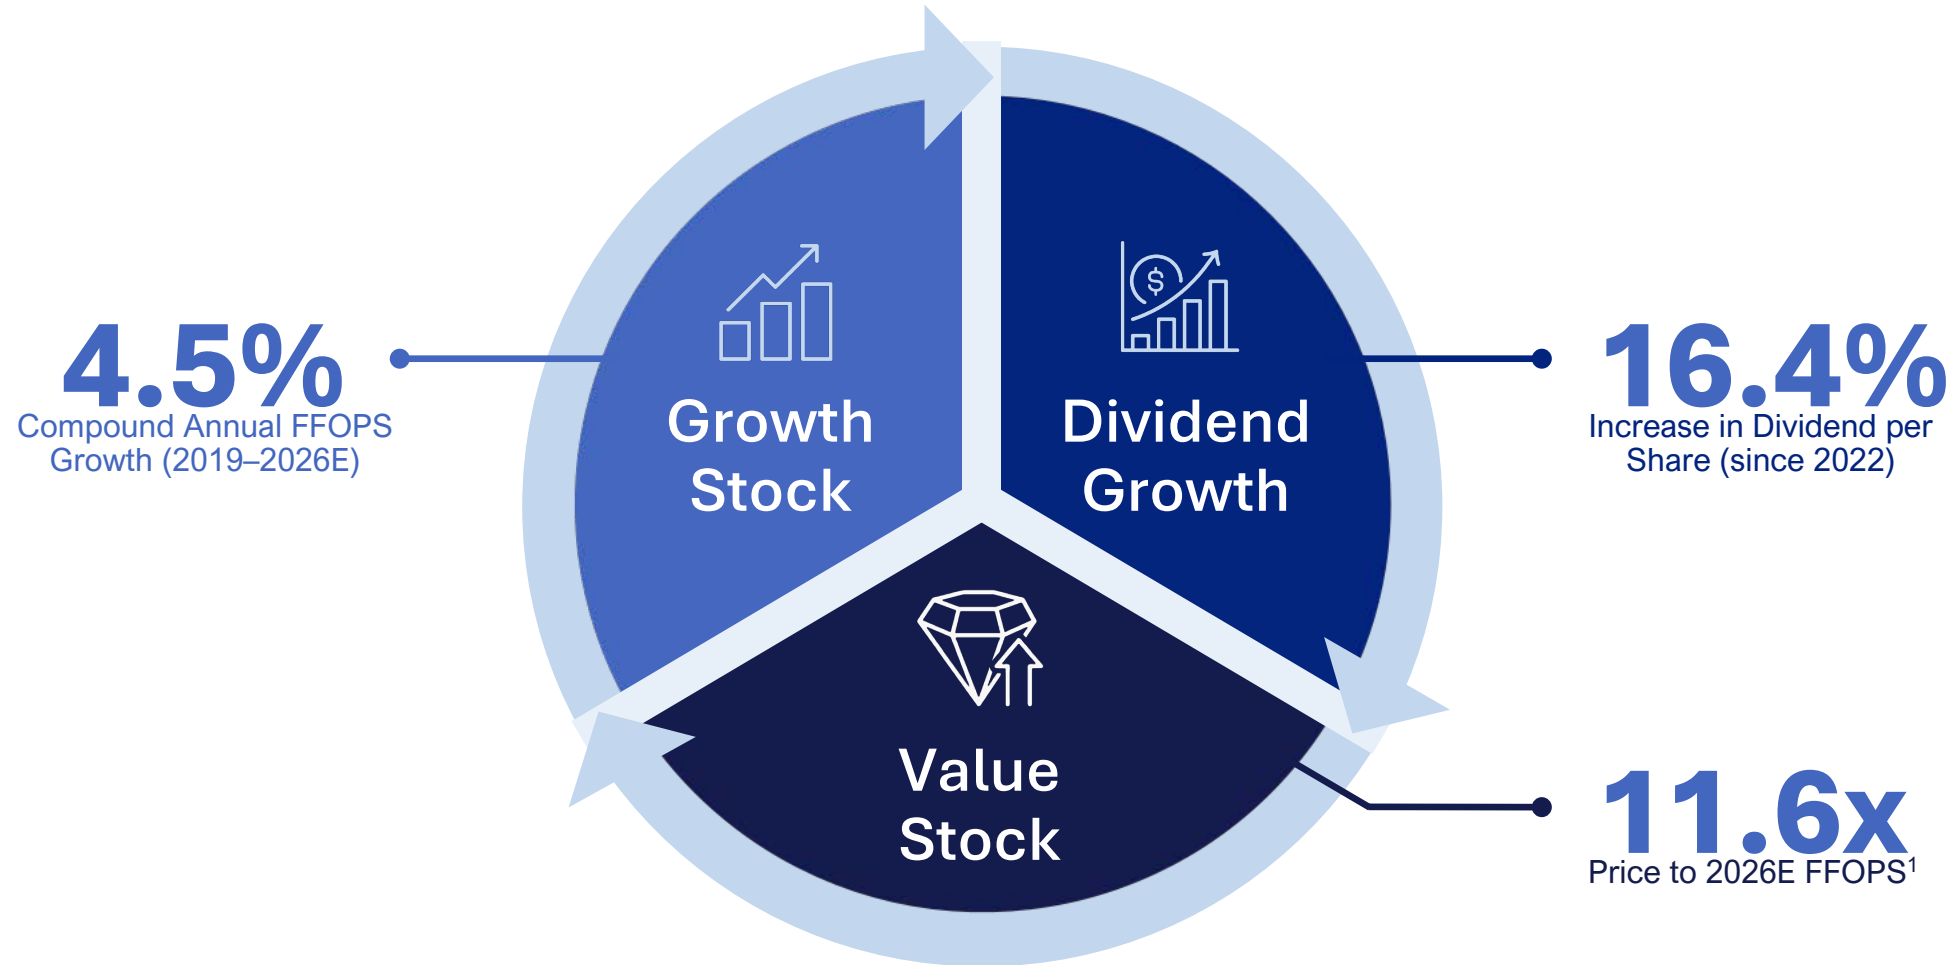 4.5%
Compound Annual FFOPS
Growth (2019–2026E)
Growth
Stock
$
Dividend
Growth
16.4%
Increase in Dividend per
Share (since 2022)
Value
Stock
11.6x
Price to 2026E FFOPS¹